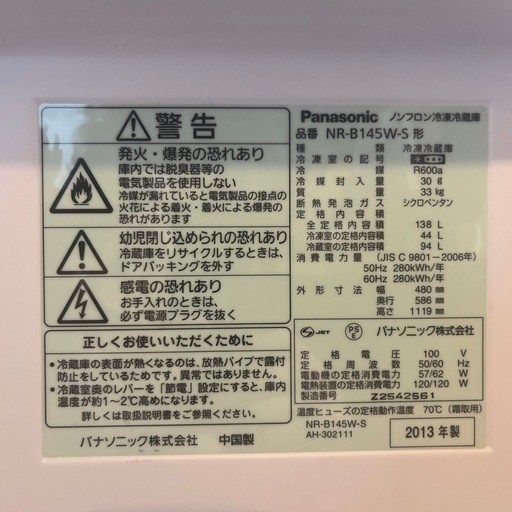 警告
発火・爆発の恐れあり
庫内では脱臭器等の
電気製品を使用しない
冷媒が漏れていると電気製品の接点の
火花による着火・着火による爆発の
恐れがあります。
幼児閉じ込められの恐れあり
冷蔵庫をリサイクルするときは、
ドアパッキングを外す
感電の恐れあり
お手入れのときは、
必ず電源プラグを抜く
正しくお使いいただくために
・冷蔵庫の表面が熱くなるのは、放熱パイプで露付
防止をしているためです。異常ではありません。
・冷蔵室奥のレバーを「節電」設定にすると、庫内
温度が約1～2℃高めになります。
詳しくは取扱説明書をご覧ください。
パナソニック株式会社 中国製
Panasonic ノンフロン冷凍冷蔵庫
品番 NR-B145W-S 形
種類 冷凍冷蔵庫
冷凍室の記号
冷媒 R600a
冷媒封入量 30 g
質量 33 kg
断熱発泡ガス シクロペンタン
定格内容積
全定格内容積 138 L
冷凍室の定格内容積 44 L
冷蔵室の定格内容積 94 L
消費電力量 (JIS C 9801-2006年)
50Hz 280kWh/年
60Hz 280kWh/年
外形寸法 幅 480 mm
奥行 586 mm
高さ 1119 mm
JET PS E パナソニック株式会社
定格電圧 100 V
定格周波数 50/60 Hz
電動機の定格消費電力 57/62 W
電熱装置の定格消費電力 120/120 W
製造番号 Z2542561
温度ヒューズの定格動作温度 70℃ (霜取用)
NR-B145W-S
AH-302111
2013 年製